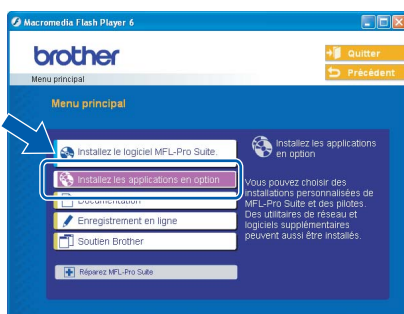 Macromedia Flash Player 6
brother
Quitter
Précédent
Menu principal
Menu principal
Installez le logiciel MFL-Pro Suite.
Installez les applications en option
Documentation
Enregistrement en ligne
Soutien Brother
Réparez MFL-Pro Suite
Installez les applications
en option
Vous pouvez choisir des
installations personnalisées de
MFL-Pro Suite et des pilotes.
Des utilitaires de réseau et
logiciels supplémentaires
peuvent aussi être installés.